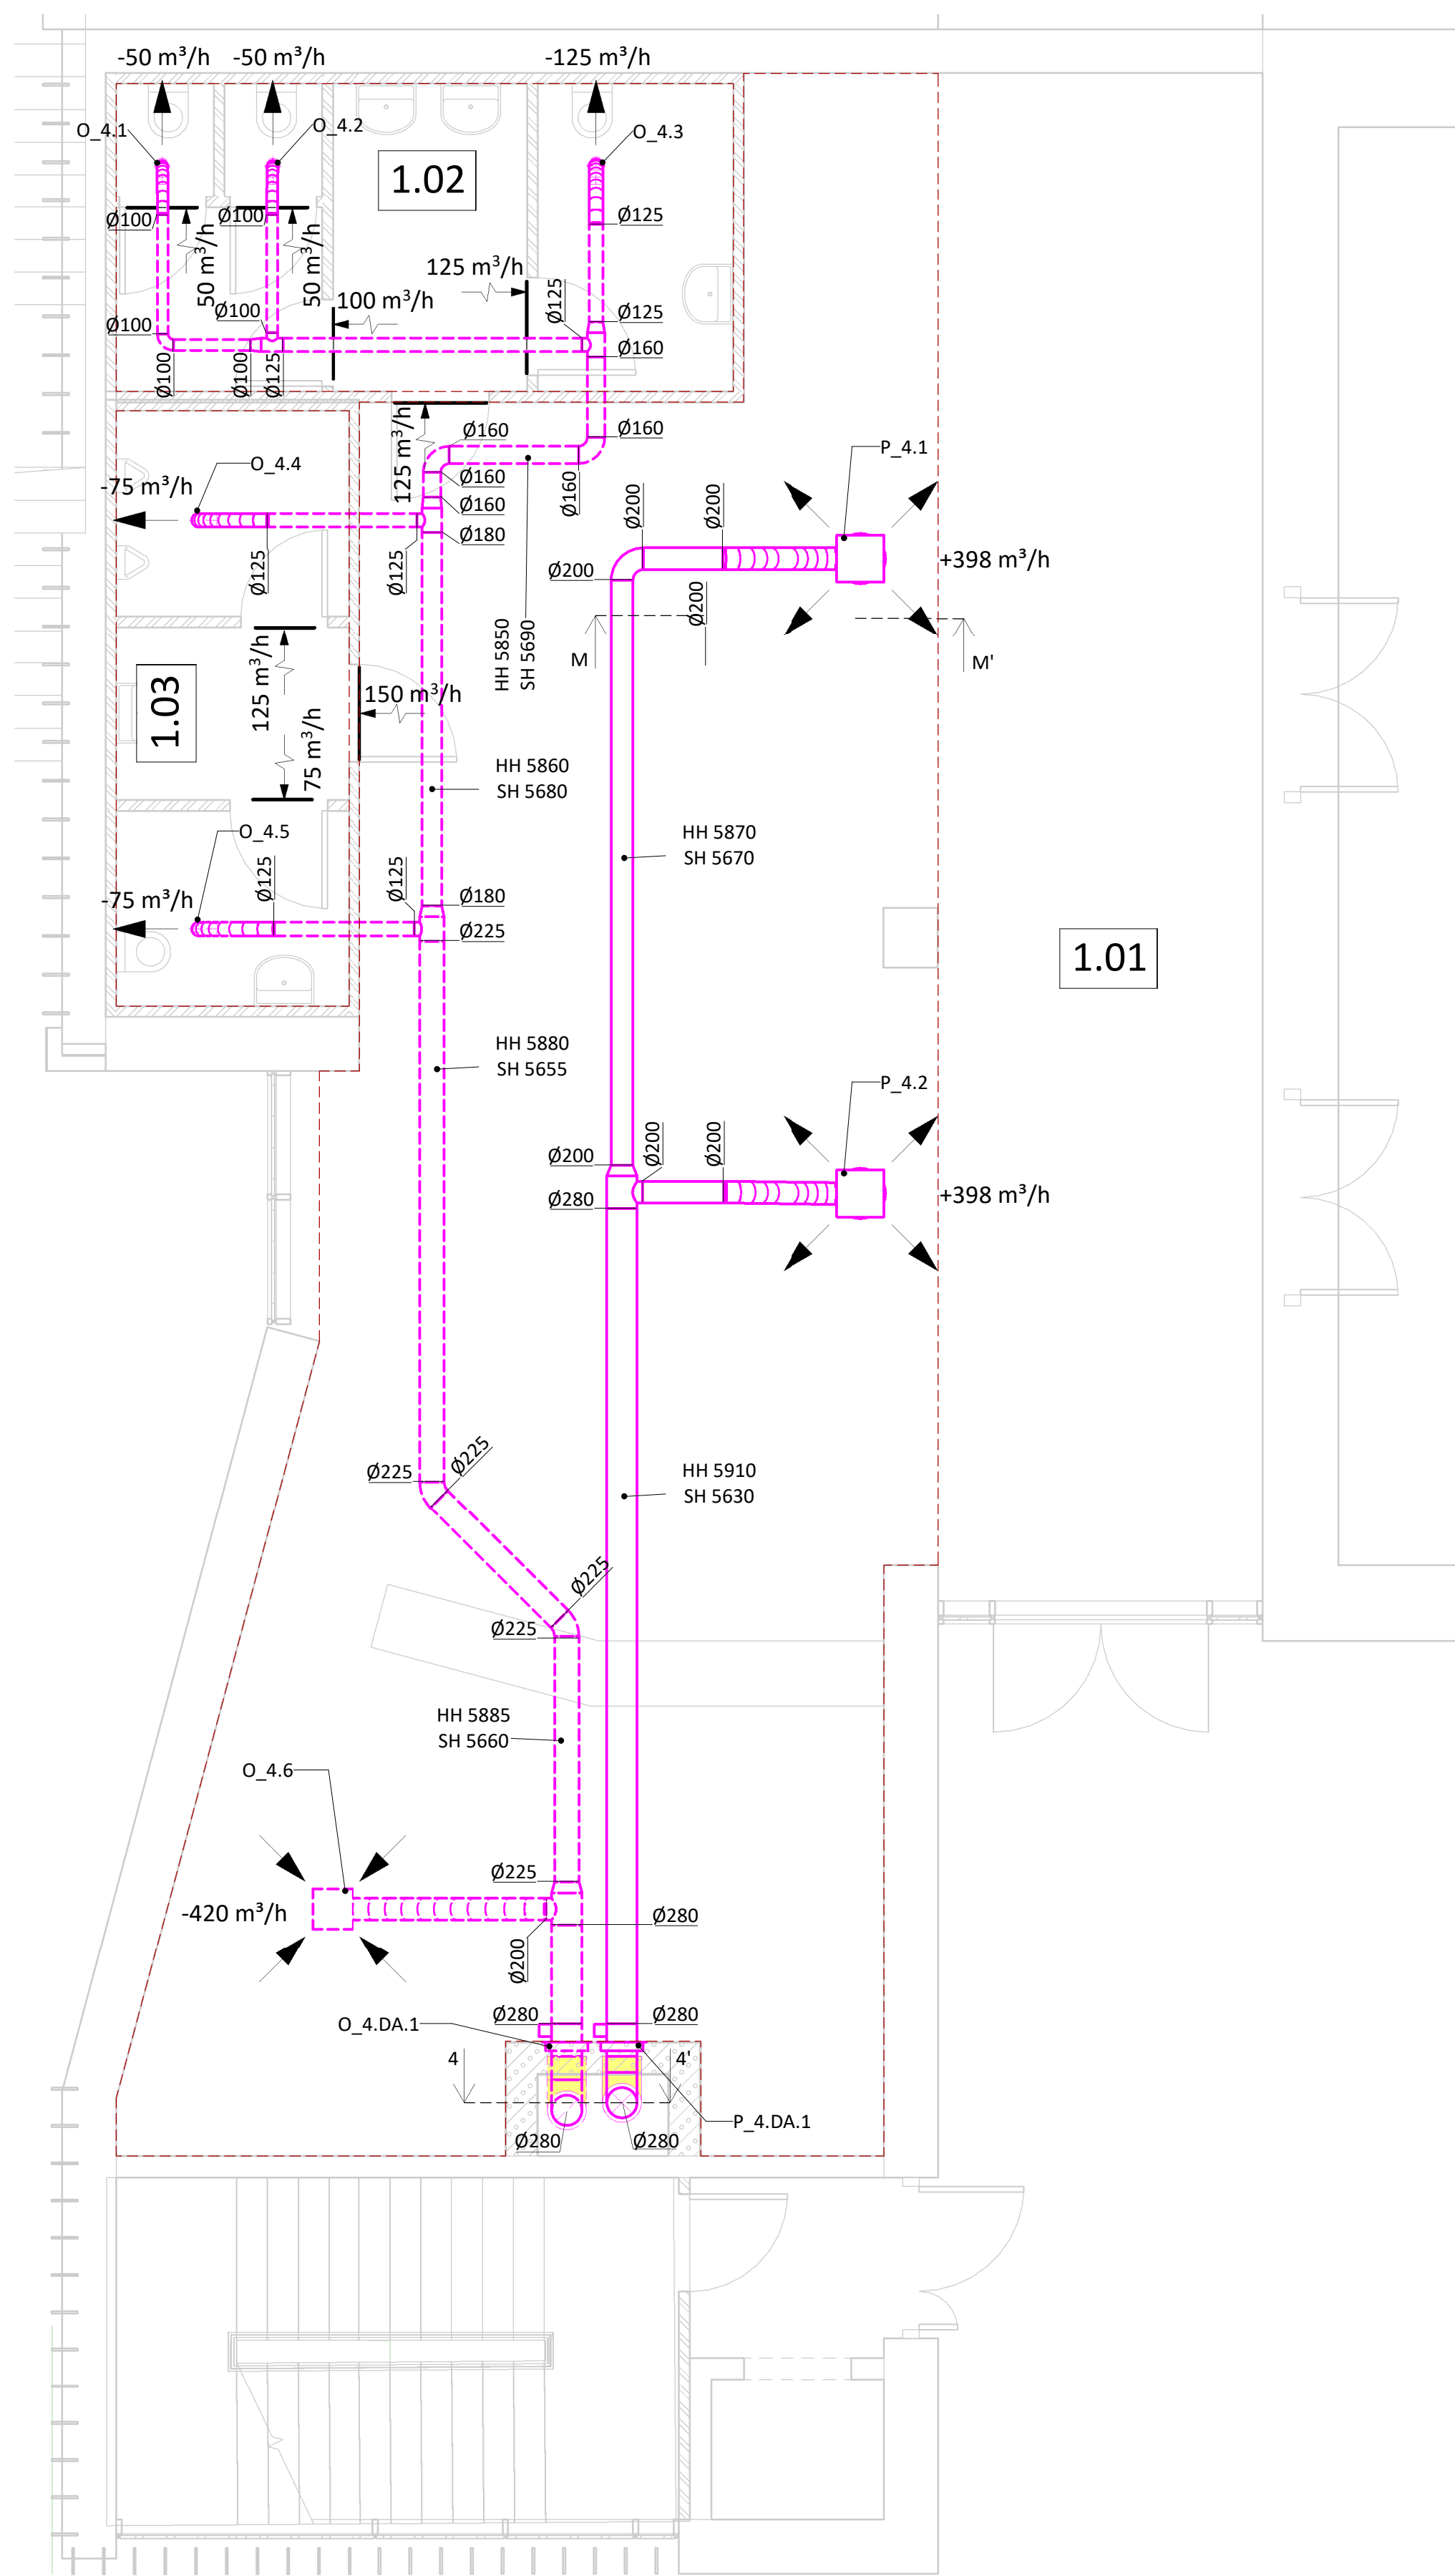 -50 m³/h
-50 m³/h
-125 m³/h
O_4.1
O_4.2
O_4.3
1.02
Ø100
Ø100
Ø125
50 m³/h
50 m³/h
125 m³/h
100 m³/h
Ø125
Ø100
Ø100
Ø125
Ø160
Ø100
Ø100
Ø125
125 m³/h
Ø160
Ø160
P_4.1
O_4.4
-75 m³/h
Ø160
Ø160
Ø160
Ø200
Ø200
Ø180
Ø125
Ø125
+398 m³/h
Ø200
Ø200
HH 5850
SH 5690
M
M'
125 m³/h
1.03
150 m³/h
75 m³/h
HH 5860
SH 5680
O_4.5
HH 5870
SH 5670
Ø125
Ø125
-75 m³/h
Ø180
Ø225
1.01
HH 5880
SH 5655
P_4.2
Ø200
Ø200
Ø200
Ø280
+398 m³/h
Ø225
Ø225
HH 5910
SH 5630
Ø225
Ø225
HH 5885
SH 5660
O_4.6
Ø225
-420 m³/h
Ø280
Ø200
Ø280
Ø280
O_4.DA.1
4
4'
P_4.DA.1
Ø280
Ø280